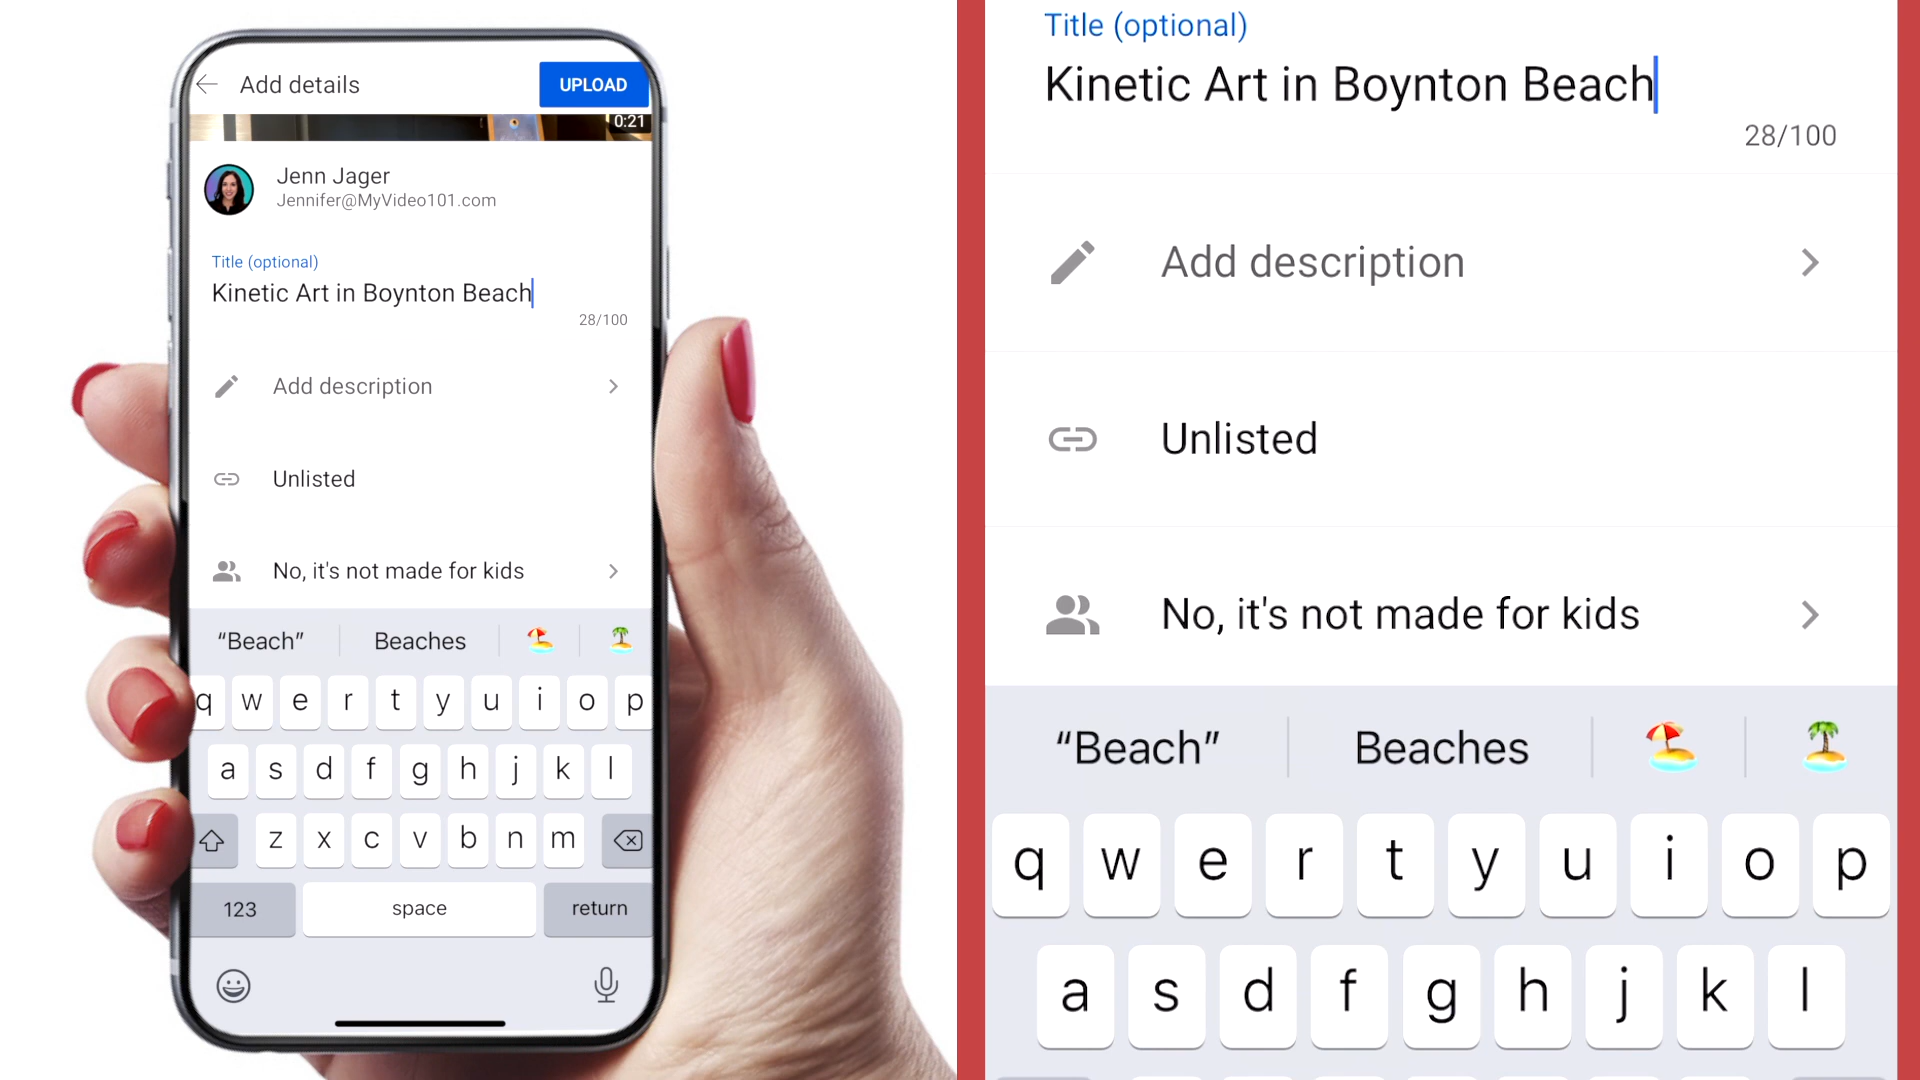 Add details
UPLOAD
0:21
Jenn Jager
Jennifer@MyVideo101.com
Title (optional)
Kinetic Art in Boynton Beach
28/100
Add description
Unlisted
No, it's not made for kids
“Beach” Beaches 🏖️ 🏝️
q w e r t y u i o p
a s d f g h j k l
z x c v b n m
123 space return
Title (optional)
Kinetic Art in Boynton Beach
28/100
Add description
Unlisted
No, it's not made for kids
“Beach” Beaches 🏖️ 🏝️
q w e r t y u i o p
a s d f g h j k l